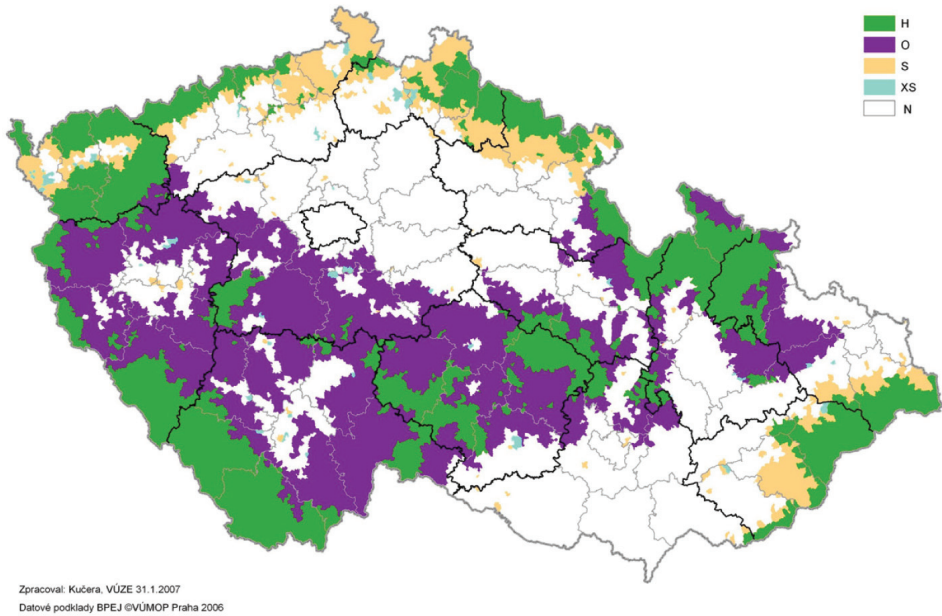 H
O
S
XS
N
Zpracoval: Kučera, VÚZE 31.1.2007
Datové podklady BPEJ ©VÚMOP Praha 2006